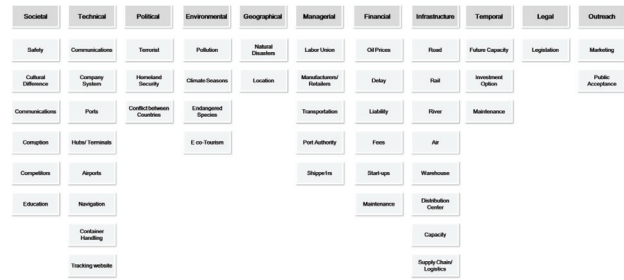 Societal
Technical
Political
Environmental
Geographical
Managerial
Financial
Infrastructure
Temporal
Legal
Outreach
Safety
Communications
Terrorist
Pollution
Natural
Disasters
Labor Union
Oil Prices
Road
Future Capacity
Legislation
Marketing
Cultural
Difference
Company
System
Homeland
Security
Climate Seasons
Location
Manufacturers/
Retailers
Delay
Rail
Investment
Option
Public
Acceptance
Communications
Ports
Conflict between
Countries
Endangered
Species
Transportation
Liability
River
Maintenance
Corruption
Hubs/ Terminals
E co-Tourism
Port Authority
Fees
Air
Competitors
Airports
Shippe1rs
Start-ups
Warehouse
Education
Navigation
Maintenance
Distribution
Center
Container
Handling
Capacity
Tracking website
Supply Chain/
Logistics